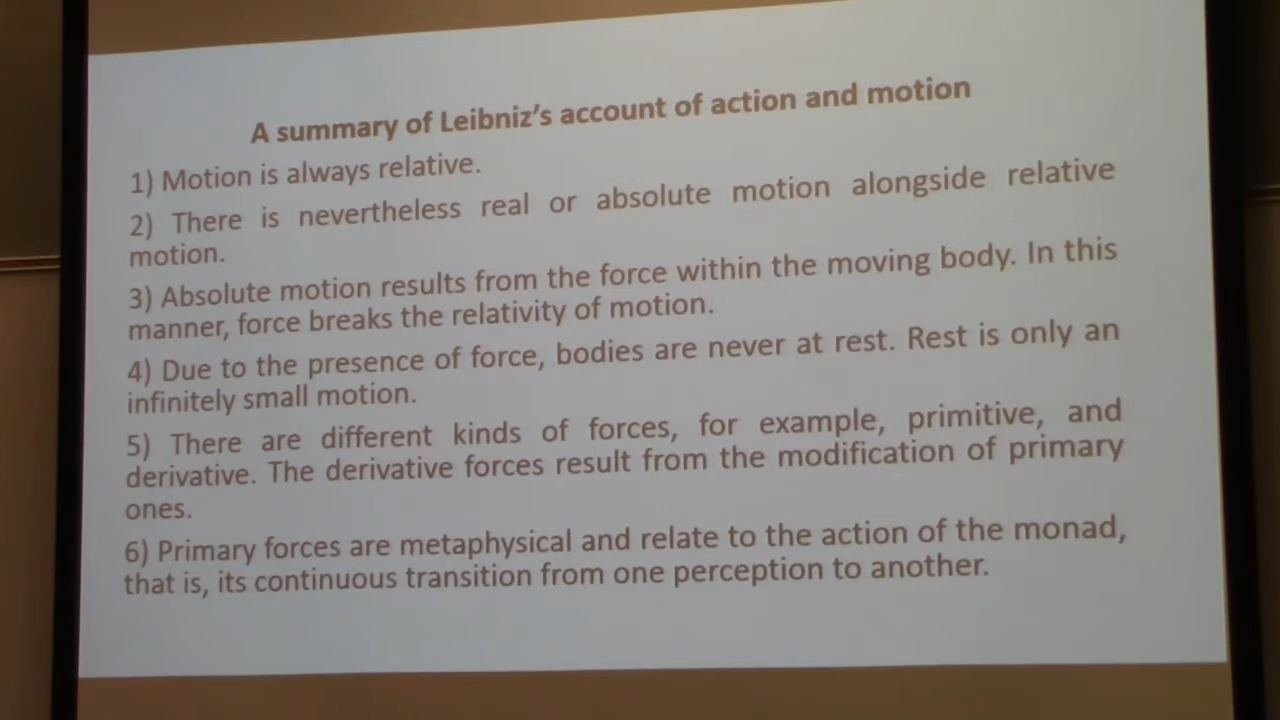 A summary of Leibniz's account of action and motion
1) Motion is always relative.
2) There is nevertheless real or absolute motion alongside relative
motion.
3) Absolute motion results from the force within the moving body. In this
manner, force breaks the relativity of motion.
4) Due to the presence of force, bodies are never at rest. Rest is only an
infinitely small motion.
5) There are different kinds of forces, for example, primitive, and
derivative. The derivative forces result from the modification of primary
ones.
6) Primary forces are metaphysical and relate to the action of the monad,
that is, its continuous transition from one perception to another.